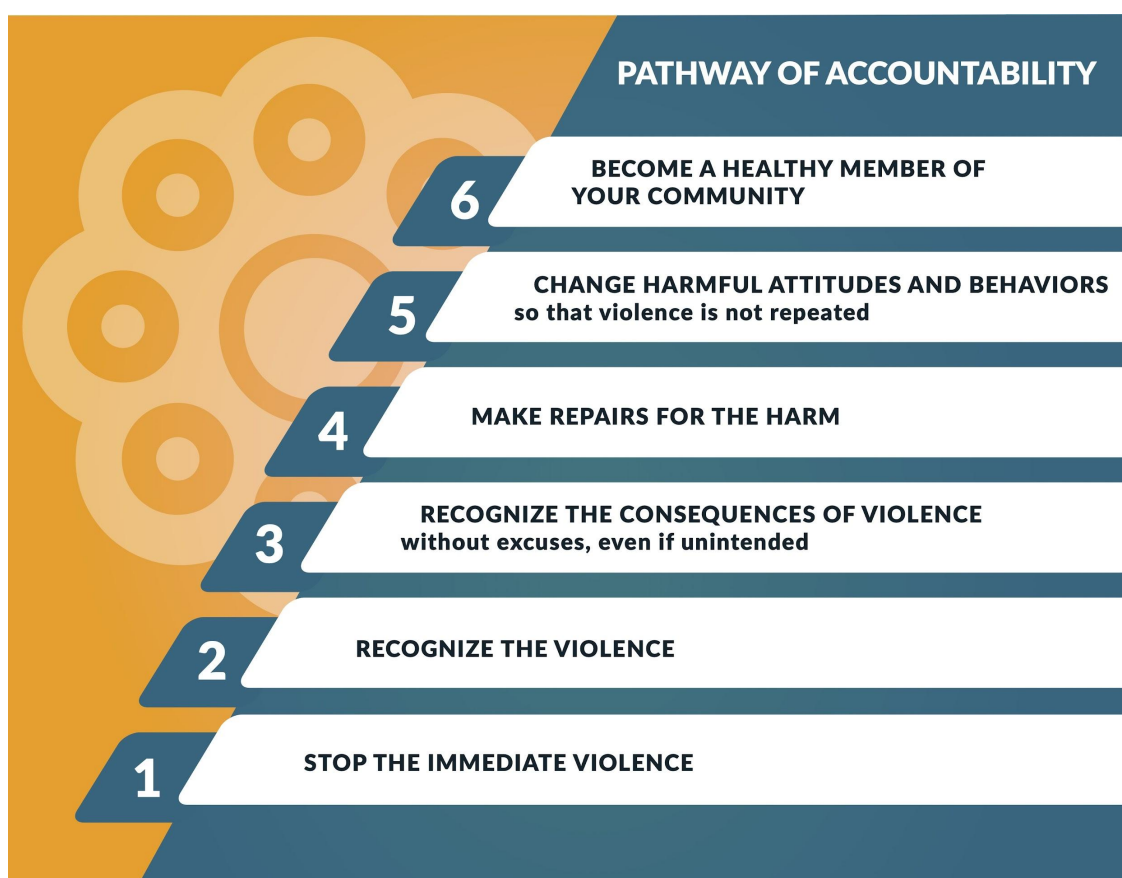 PATHWAY OF ACCOUNTABILITY
6
BECOME A HEALTHY MEMBER OF
YOUR COMMUNITY
5
CHANGE HARMFUL ATTITUDES AND BEHAVIORS
so that violence is not repeated
4
MAKE REPAIRS FOR THE HARM
3
RECOGNIZE THE CONSEQUENCES OF VIOLENCE
without excuses, even if unintended
2
RECOGNIZE THE VIOLENCE
1
STOP THE IMMEDIATE VIOLENCE